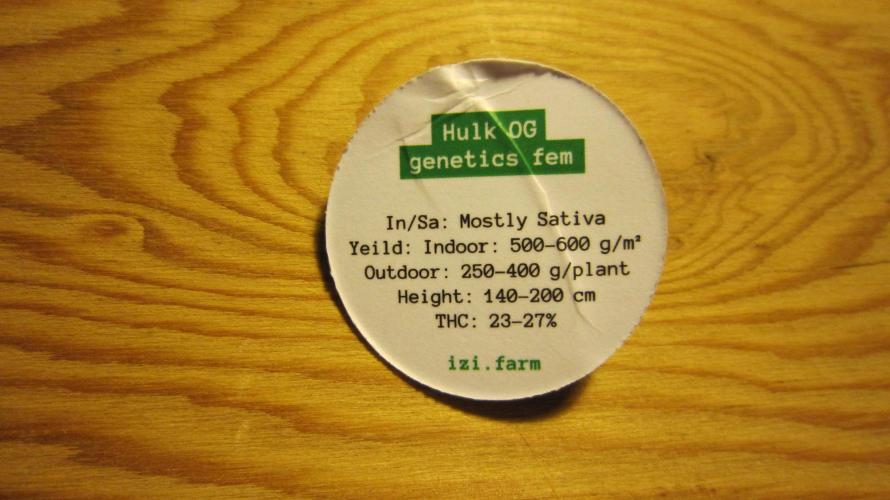 Hulk OG
genetics fem
In/Sa: Mostly Sativa
Yeild: Indoor: 500–600 g/m²
Outdoor: 250–400 g/plant
Height: 140–200 cm
THC: 23–27%
izi.farm